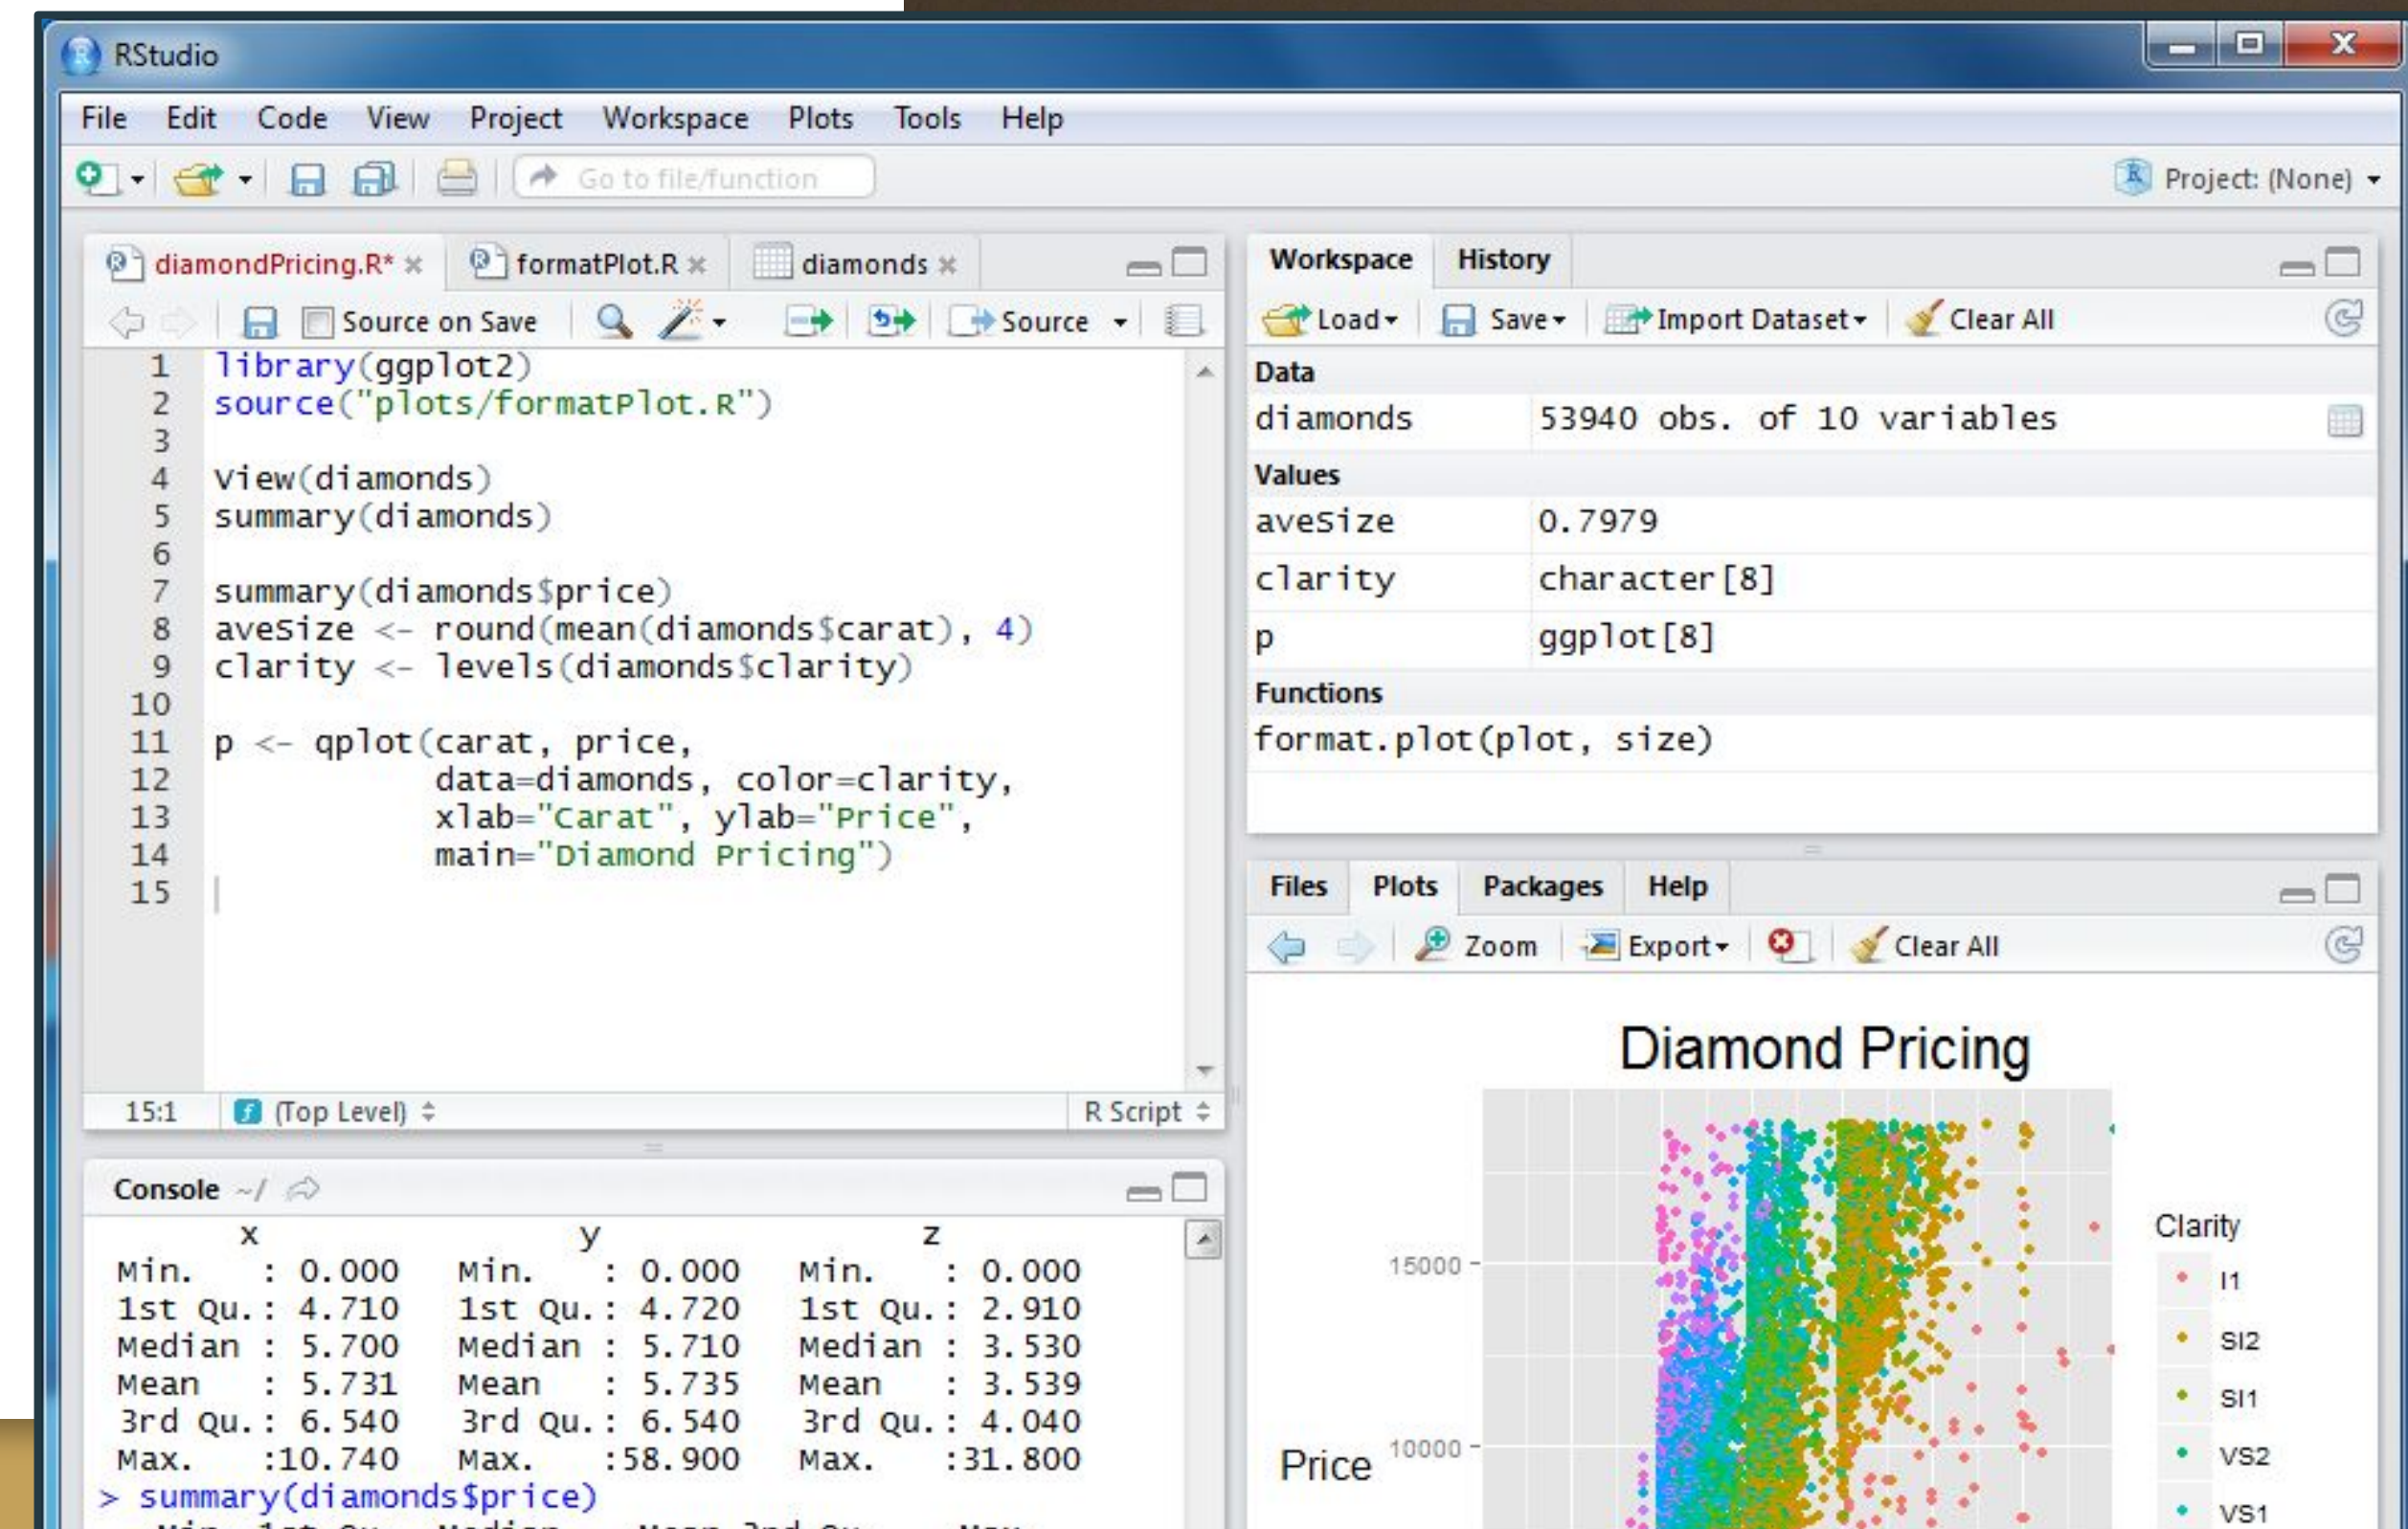 RStudio
File Edit Code View Project Workspace Plots Tools Help
Go to file/function
Project: (None)
diamondPricing.R* formatPlot.R diamonds
Source on Save Source
1 library(ggplot2)
2 source("plots/formatPlot.R")
3
4 View(diamonds)
5 summary(diamonds)
6
7 summary(diamonds$price)
8 aveSize <- round(mean(diamonds$carat), 4)
9 clarity <- levels(diamonds$clarity)
10
11 p <- qplot(carat, price,
12 data=diamonds, color=clarity,
13 xlab="Carat", ylab="Price",
14 main="Diamond Pricing")
15
15:1 (Top Level) R Script
Console ~/
x y z
Min. : 0.000 Min. : 0.000 Min. : 0.000
1st Qu.: 4.710 1st Qu.: 4.720 1st Qu.: 2.910
Median : 5.700 Median : 5.710 Median : 3.530
Mean : 5.731 Mean : 5.735 Mean : 3.539
3rd Qu.: 6.540 3rd Qu.: 6.540 3rd Qu.: 4.040
Max. :10.740 Max. :58.900 Max. :31.800
> summary(diamonds$price)
Min. 1st Qu. Median Mean 3rd Qu. Max.
Workspace History
Load Save Import Dataset Clear All
Data
diamonds 53940 obs. of 10 variables
Values
aveSize 0.7979
clarity character[8]
p ggplot[8]
Functions
format.plot(plot, size)
Files Plots Packages Help
Zoom Export Clear All
Diamond Pricing
15000
10000
Price
Clarity
I1
SI2
SI1
VS2
VS1